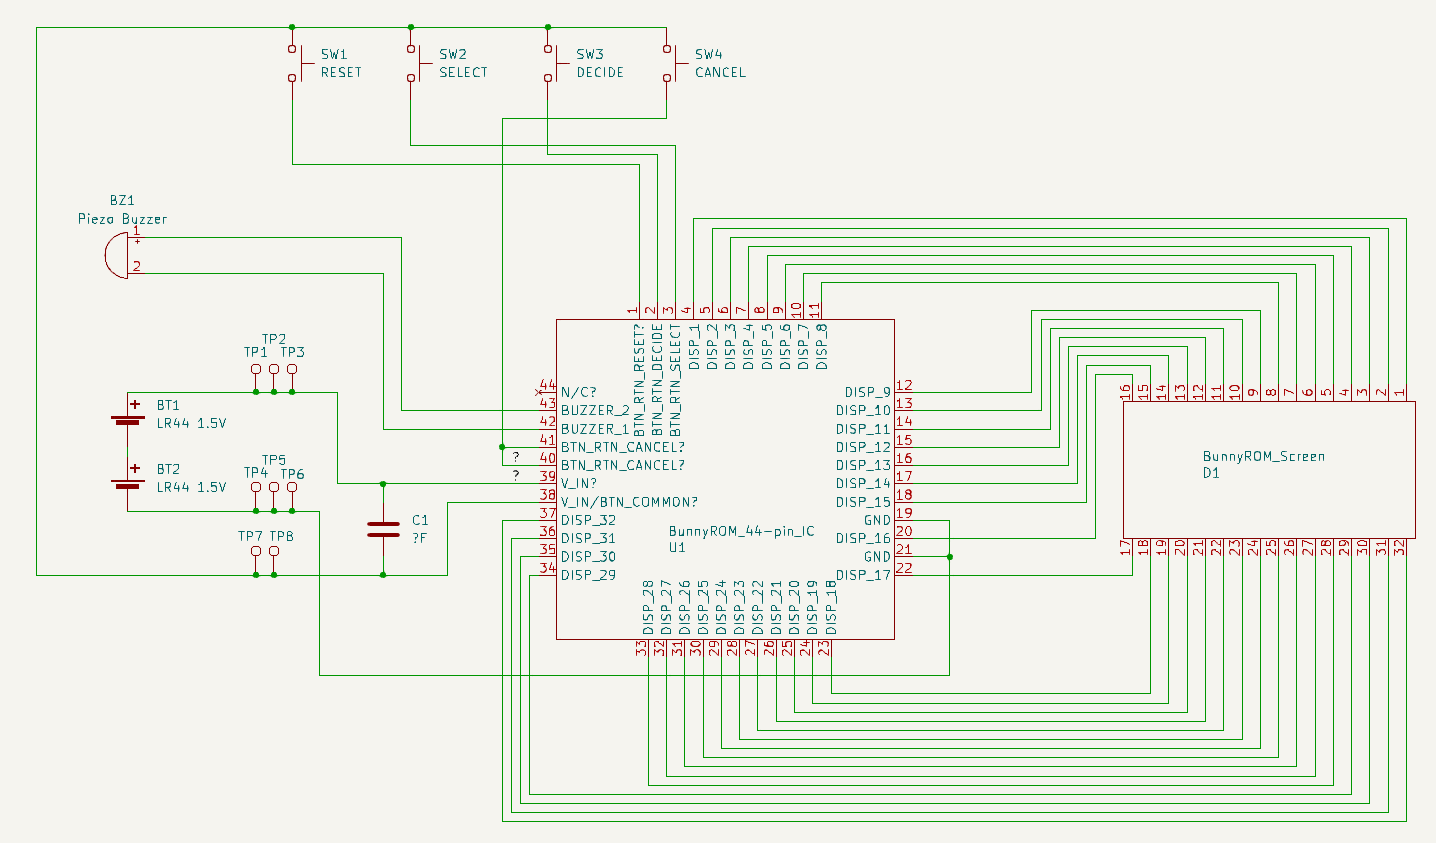 SW1
RESET
SW2
SELECT
SW3
DECIDE
SW4
CANCEL
BZ1
Piezo Buzzer
1
+
2
TP2
TP1 TP3
BT1
LR44 1.5V
BT2
LR44 1.5V
TP5
TP4 TP6
TP7 TP8
C1
?F
1 2 3 4 5 6 7 8 9 10 11
BTN_RTN_RESET?
BTN_RTN_DECIDE
BTN_RTN_SELECT
DISP_1
DISP_2
DISP_3
DISP_4
DISP_5
DISP_6
DISP_7
DISP_8
44 N/C?
43 BUZZER_2
42 BUZZER_1
41 BTN_RTN_CANCEL?
?
40 BTN_RTN_CANCEL?
?
39 V_IN?
38 V_IN/BTN_COMMON?
37 DISP_32
36 DISP_31
35 DISP_30
34 DISP_29
BunnyROM_44-pin_IC
U1
DISP_9 12
DISP_10 13
DISP_11 14
DISP_12 15
DISP_13 16
DISP_14 17
DISP_15 18
GND 19
DISP_16 20
GND 21
DISP_17 22
DISP_28
DISP_27
DISP_26
DISP_25
DISP_24
DISP_23
DISP_22
DISP_21
DISP_20
DISP_19
DISP_18
33 32 31 30 29 28 27 26 25 24 23
16 15 14 13 12 11 10 9 8 7 6 5 4 3 2 1
BunnyROM_Screen
D1
17 18 19 20 21 22 23 24 25 26 27 28 29 30 31 32